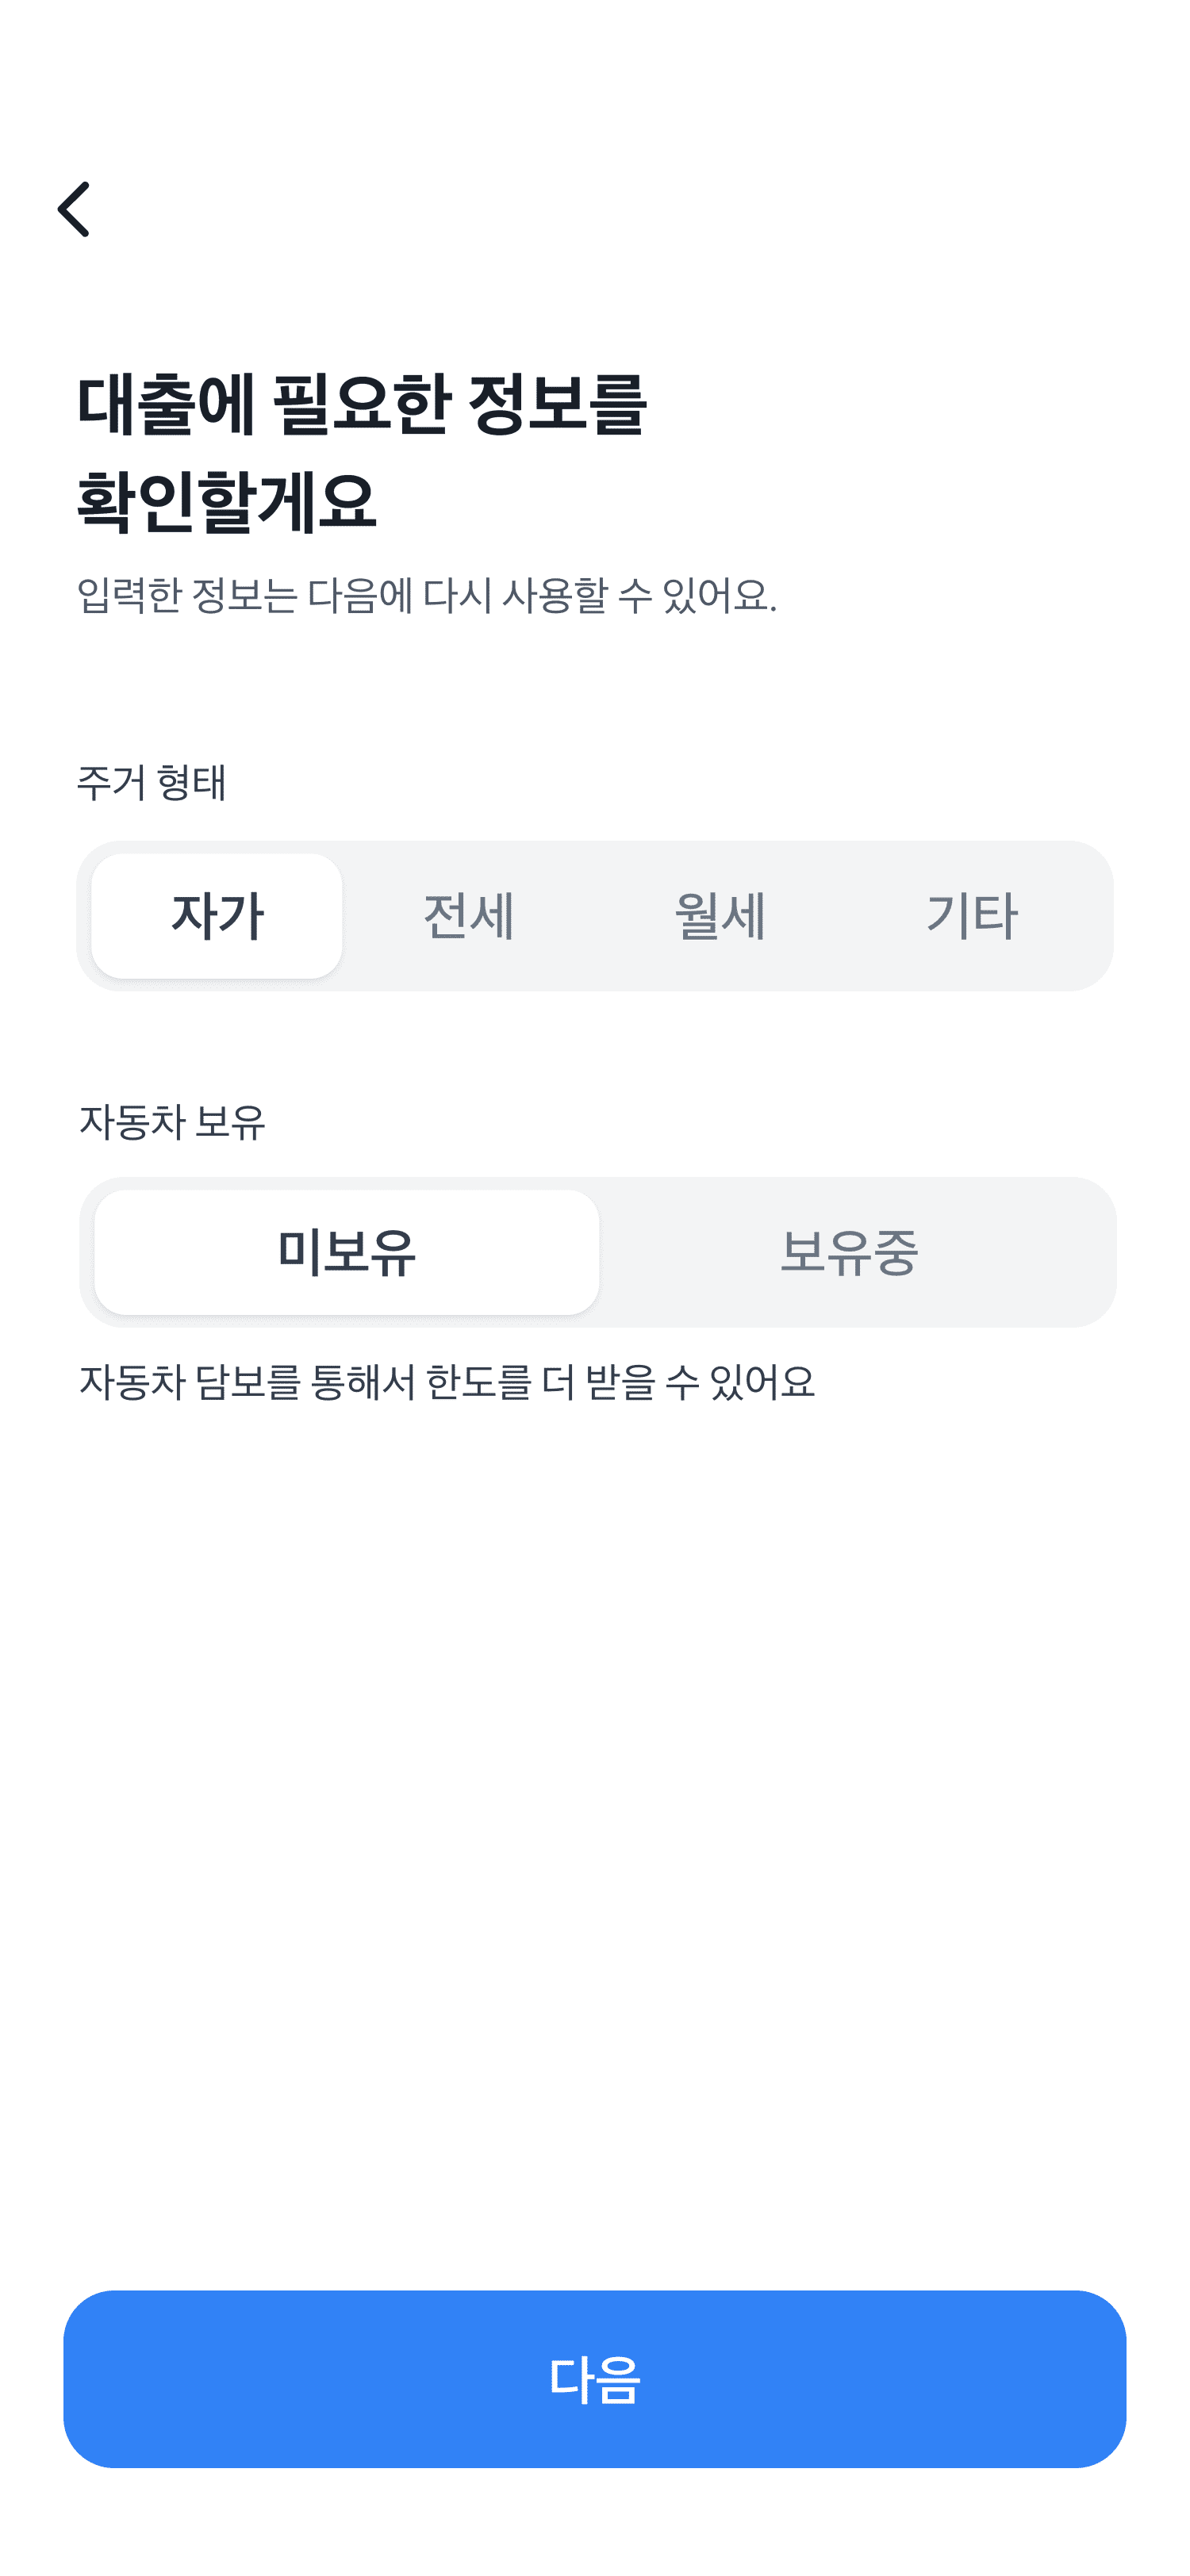 대출에 필요한 정보를
확인할게요
입력한 정보는 다음에 다시 사용할 수 있어요.
주거 형태
자가 전세 월세 기타
자동차 보유
미보유 보유중
자동차 담보를 통해서 한도를 더 받을 수 있어요
다음